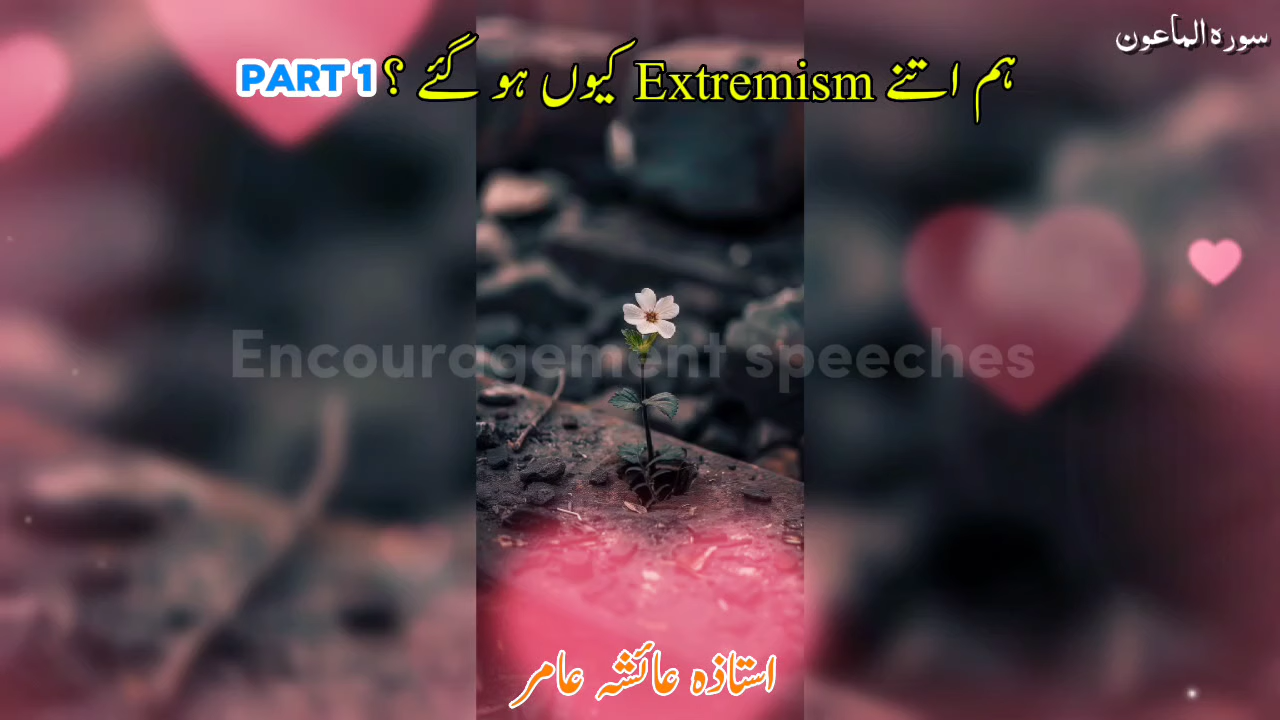 سورہ الماعون
ہم اتنے Extremism کیوں ہو گئے ؟ PART 1
Encouragement speeches
استاذہ عائشہ عامر